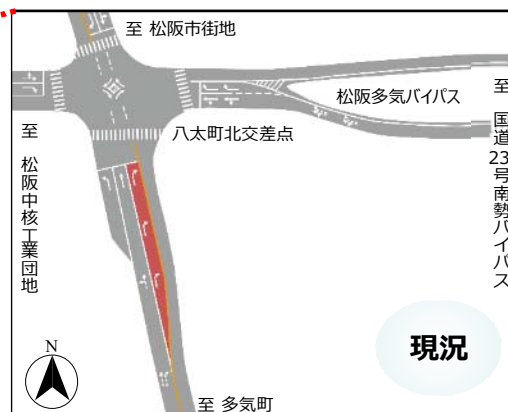 至 松阪市街地
松阪多気バイパス
八太町北交差点
至 松阪中核工業団地
至 国道23号南勢バイパス
現況
N
至 多気町